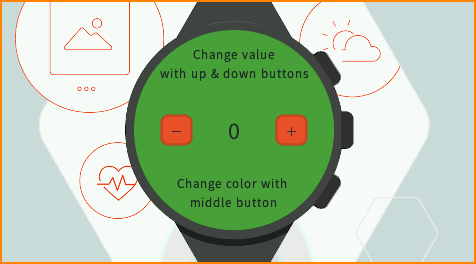 Change value
with up & down buttons
− 0 +
Change color with
middle button